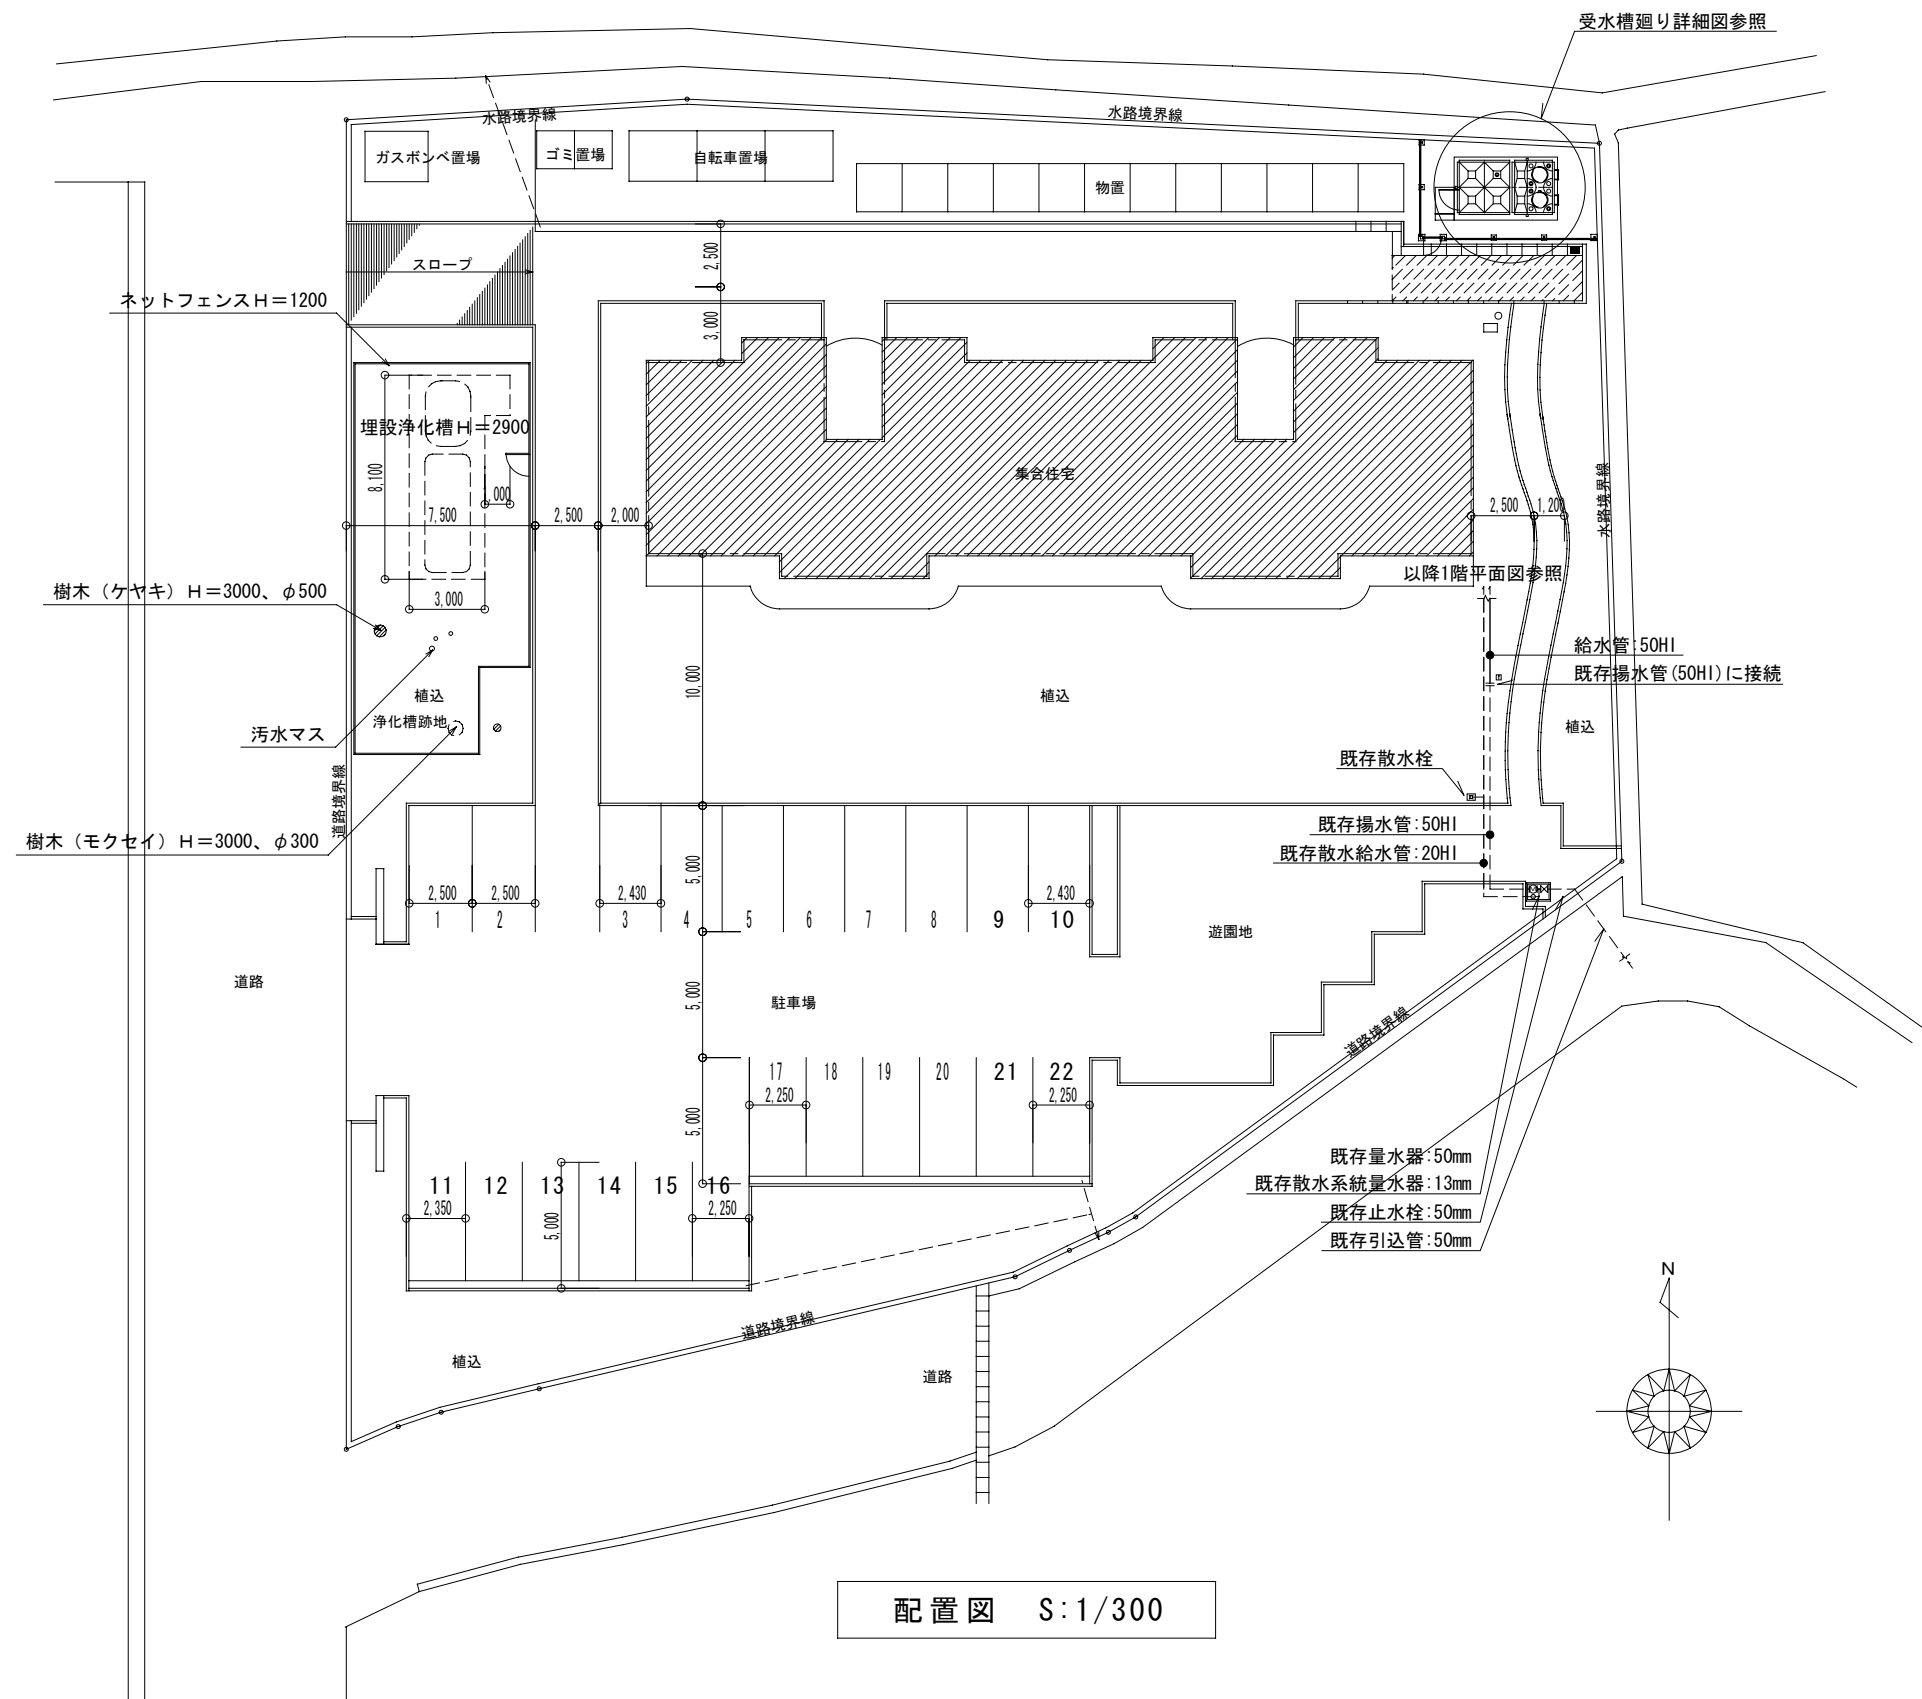 受水槽廻り詳細図参照
水路境界線
水路境界線
ガスボンベ置場
ゴミ置場
自転車置場
物置
スロープ
2,500
ネットフェンスH=1200
3,000
埋設浄化槽H=2900
8,100
,000
集合住宅
水路境界線
7,500
2,500
2,000
2,500
1,200
以降1階平面図参照
樹木(ケヤキ)H=3000、φ500
3,000
給水管:50HI
既存揚水管(50HI)に接続
植込
10,000
植込
浄化槽跡地
汚水マス
植込
既存散水栓
道路境界線
既存揚水管:50HI
樹木(モクセイ)H=3000、φ300
既存散水給水管:20HI
5,000
2,500
2,500
2,430
2,430
1 2 3 4 5 6 7 8 9 10
遊園地
道路
5,000
駐車場
道路境界線
17 18 19 20 21 22
2,250
2,250
5,000
既存量水器:50mm
11 12 13 14 15 16
既存散水系統量水器:13mm
2,350
2,250
5,000
既存止水栓:50mm
既存引込管:50mm
N
道路境界線
植込
道路
配置図 S:1/300